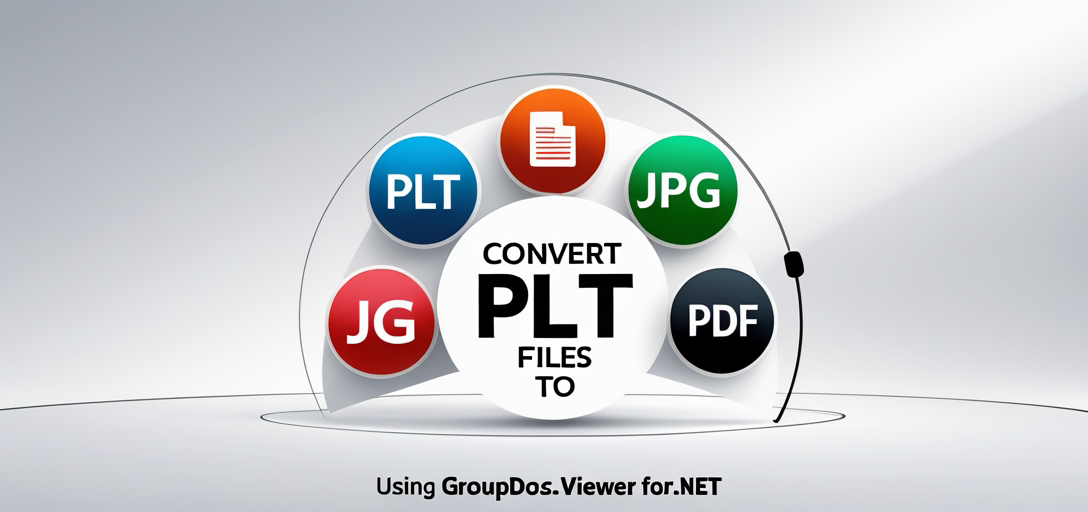 PLT
JPG
JG
PDF
CONVERT
PLT
FILES
TO
Using GroupDos.Viewer for.NET